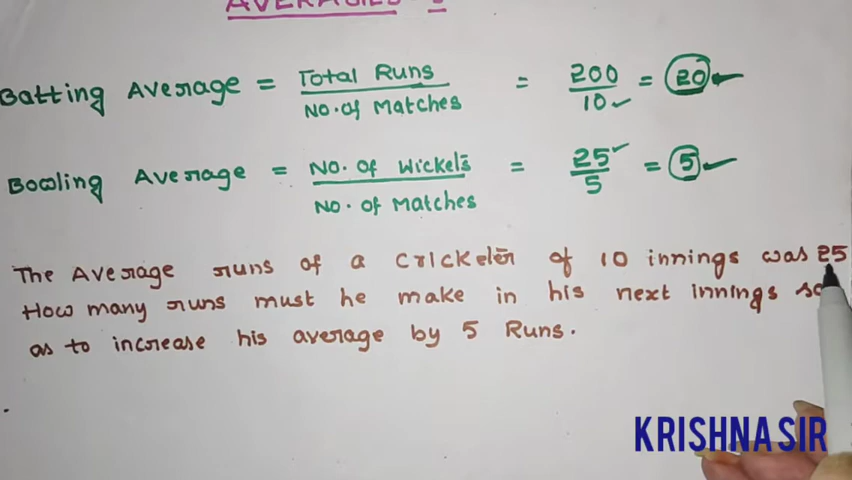 AVERAGES - 3
Batting Average = Total Runs / No. of Matches = 200 / 10 = 20
Bowling Average = No. of Wickets / No. of Matches = 25 / 5 = 5
The Average runs of a Cricketer of 10 innings was 25
How many runs must he make in his next innings so
as to increase his average by 5 Runs.
KRISHNA SIR